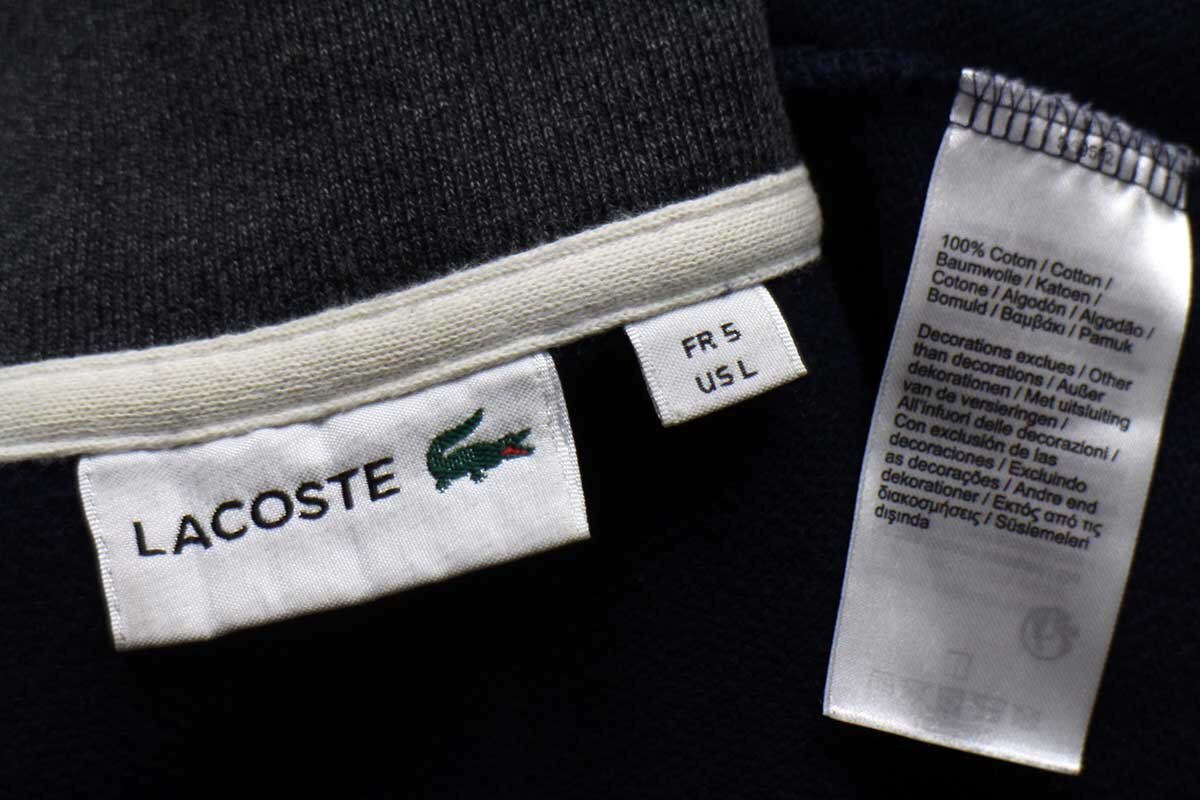 LACOSTE
FR 5
US L
100% Coton / Cotton /
Baumwolle / Katoen /
Cotone / Algodón / Algodão /
Bomuld / Βαμβάκι / Pamuk
Decorations exclues / Other
than decorations / Außer
dekorationen / Met uitsluiting
van de versieringen /
All'infuori delle decorazioni /
Con exclusión de las
decoraciones / Excluindo
as decorações / Andre end
dekorationer / Εκτός από τις
διακοσμήσεις / Süslemeleri
dışında